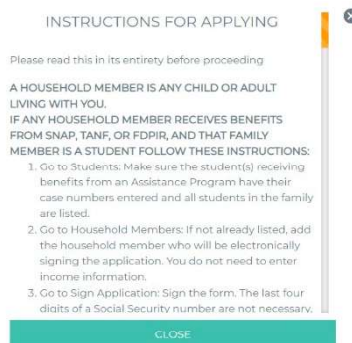 INSTRUCTIONS FOR APPLYING
Please read this in its entirety before proceeding
A HOUSEHOLD MEMBER IS ANY CHILD OR ADULT
LIVING WITH YOU.
IF ANY HOUSEHOLD MEMBER RECEIVES BENEFITS
FROM SNAP, TANF, OR FDPIR, AND THAT FAMILY
MEMBER IS A STUDENT FOLLOW THESE INSTRUCTIONS:
1. Go to Students: Make sure the student(s) receiving
benefits from an Assistance Program have their
case numbers entered and all students in the family
are listed.
2. Go to Household Members: If not already listed, add
the household member who will be electronically
signing the application. You do not need to enter
income information.
3. Go to Sign Application: Sign the form. The last four
digits of a Social Security number are not necessary.
CLOSE